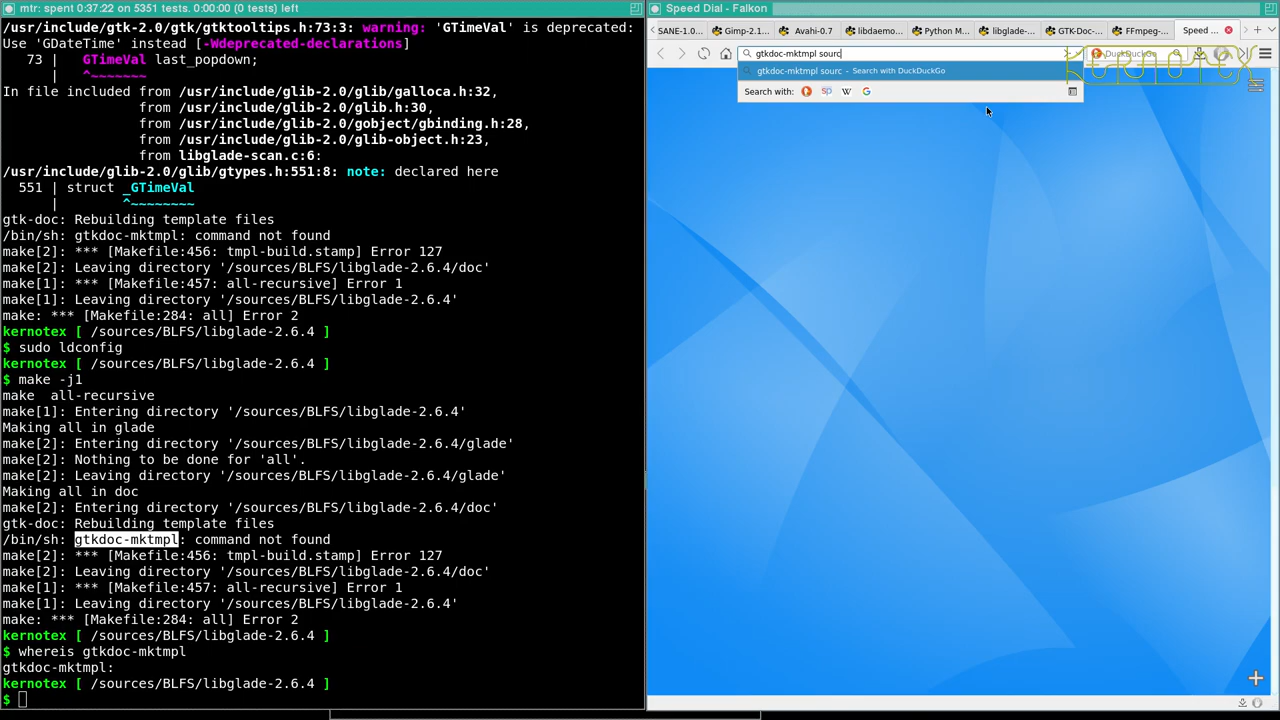 mtr: spent 0:37:22 on 5351 tests. 0:00:00 (0 tests) left
/usr/include/gtk-2.0/gtk/gtktooltips.h:73:3: warning: 'GTimeVal' is deprecated:
Use 'GDateTime' instead [-Wdeprecated-declarations]
73 |   GTimeVal last_popdown;
|   ^~~~~~~~
In file included from /usr/include/glib-2.0/glib/galloca.h:32,
from /usr/include/glib-2.0/glib.h:30,
from /usr/include/glib-2.0/gobject/gbinding.h:28,
from /usr/include/glib-2.0/glib-object.h:23,
from libglade-scan.c:6:
/usr/include/glib-2.0/glib/gtypes.h:551:8: note: declared here
551 | struct _GTimeVal
|        ^~~~~~~~~
gtk-doc: Rebuilding template files
/bin/sh: gtkdoc-mktmpl: command not found
make[2]: *** [Makefile:456: tmpl-build.stamp] Error 127
make[2]: Leaving directory '/sources/BLFS/libglade-2.6.4/doc'
make[1]: *** [Makefile:457: all-recursive] Error 1
make[1]: Leaving directory '/sources/BLFS/libglade-2.6.4'
make: *** [Makefile:284: all] Error 2
kernotex [ /sources/BLFS/libglade-2.6.4 ]
$ sudo ldconfig
kernotex [ /sources/BLFS/libglade-2.6.4 ]
$ make -j1
make  all-recursive
make[1]: Entering directory '/sources/BLFS/libglade-2.6.4'
Making all in glade
make[2]: Entering directory '/sources/BLFS/libglade-2.6.4/glade'
make[2]: Nothing to be done for 'all'.
make[2]: Leaving directory '/sources/BLFS/libglade-2.6.4/glade'
Making all in doc
make[2]: Entering directory '/sources/BLFS/libglade-2.6.4/doc'
gtk-doc: Rebuilding template files
/bin/sh: gtkdoc-mktmpl: command not found
make[2]: *** [Makefile:456: tmpl-build.stamp] Error 127
make[2]: Leaving directory '/sources/BLFS/libglade-2.6.4/doc'
make[1]: *** [Makefile:457: all-recursive] Error 1
make[1]: Leaving directory '/sources/BLFS/libglade-2.6.4'
make: *** [Makefile:284: all] Error 2
kernotex [ /sources/BLFS/libglade-2.6.4 ]
$ whereis gtkdoc-mktmpl
gtkdoc-mktmpl:
kernotex [ /sources/BLFS/libglade-2.6.4 ]
$
Speed Dial - Falkon
SANE-1.0... Gimp-2.1... Avahi-0.7 libdaemo... Python M... libglade-... GTK-Doc-... FFmpeg-... Speed ...
gtkdoc-mktmpl sourc DuckDuckGo
KERNOTEX
gtkdoc-mktmpl sourc - Search with DuckDuckGo
Search with: sp W G